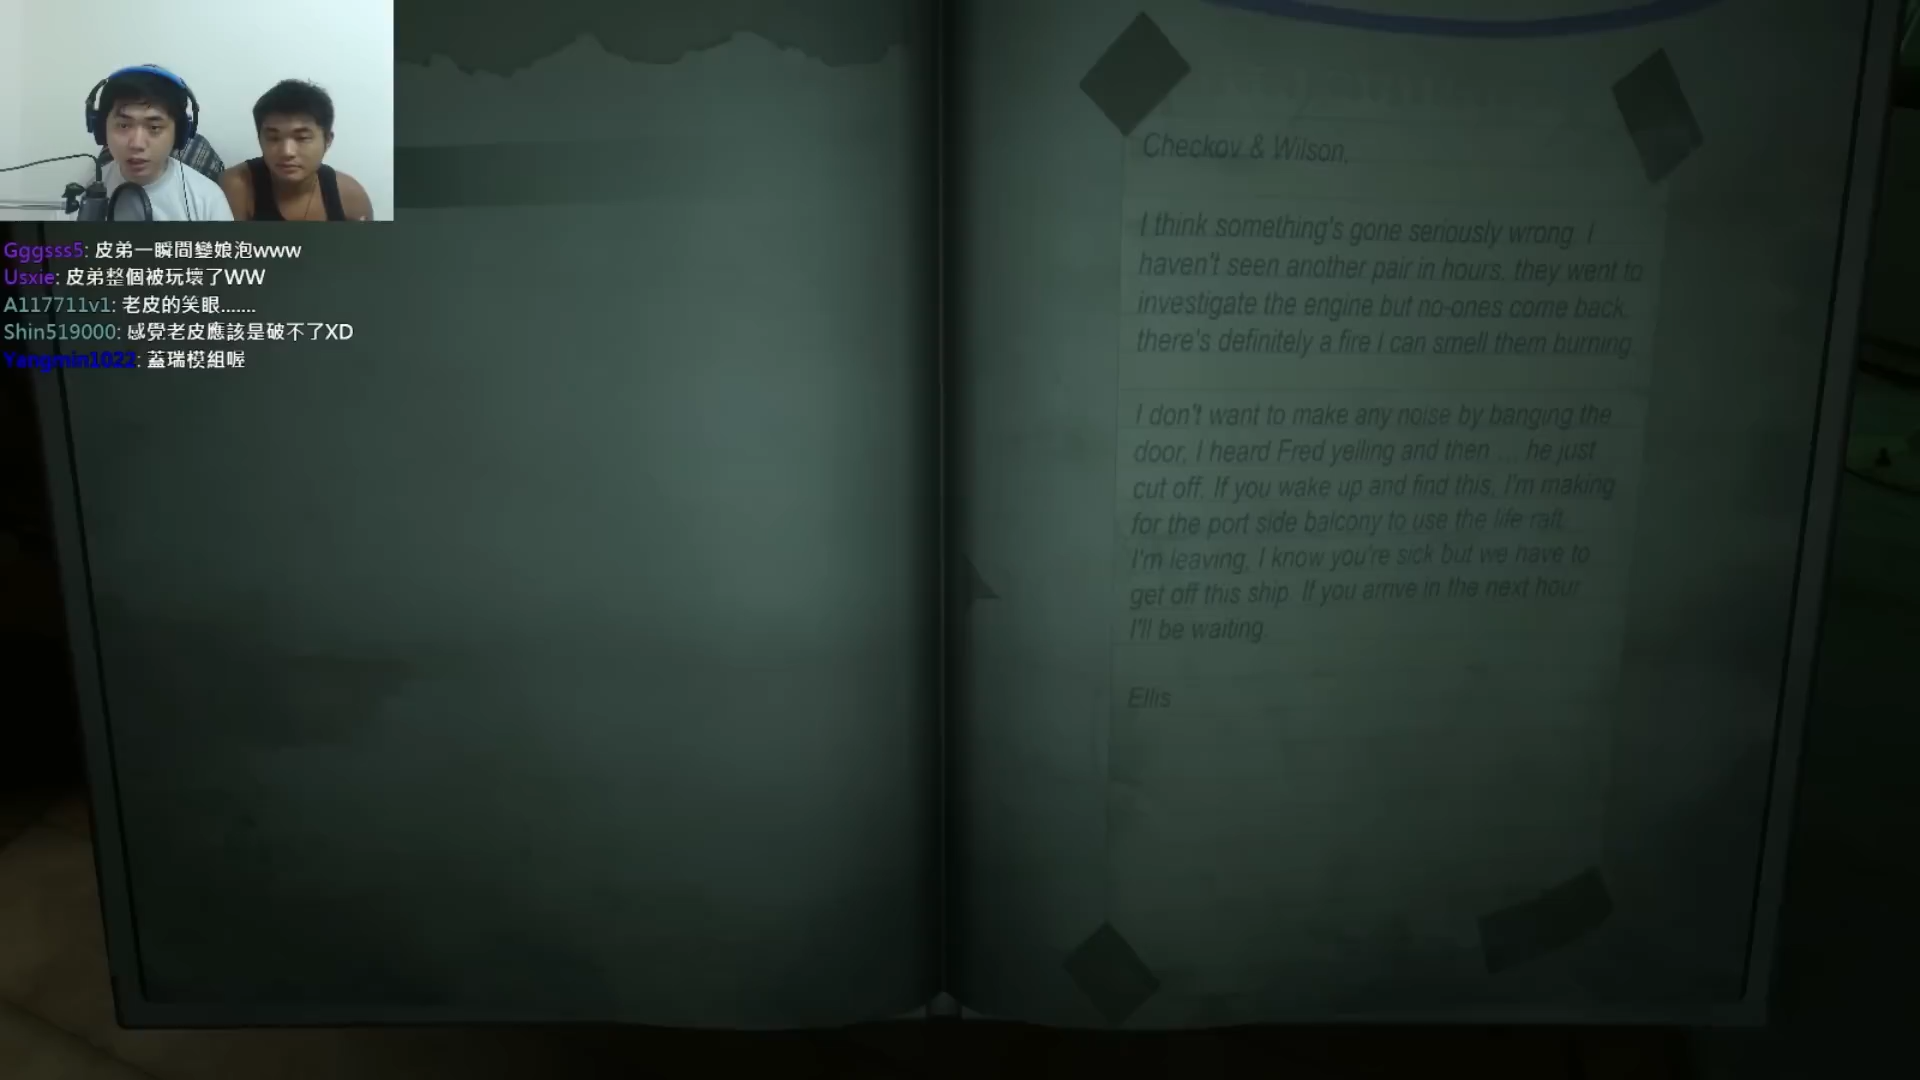 Gggsss5: 皮弟一瞬間變娘泡www
Usxie: 皮弟整個被玩壞了WW
A117711v1: 老皮的笑眼.......
Shin519000: 感覺老皮應該是破不了XD
Yangmin1022: 蓋瑞模組喔
Checkov & Wilson,
I think something's gone seriously wrong. I
haven't seen another pair in hours. they went to
investigate the engine but no-ones come back.
there's definitely a fire I can smell them burning
I don't want to make any noise by banging the
door, I heard Fred yelling and then ... he just
cut off. If you wake up and find this, I'm making
for the port side balcony to use the life raft.
I'm leaving, I know you're sick but we have to
get off this ship. If you arrive in the next hour
I'll be waiting.
Ellis